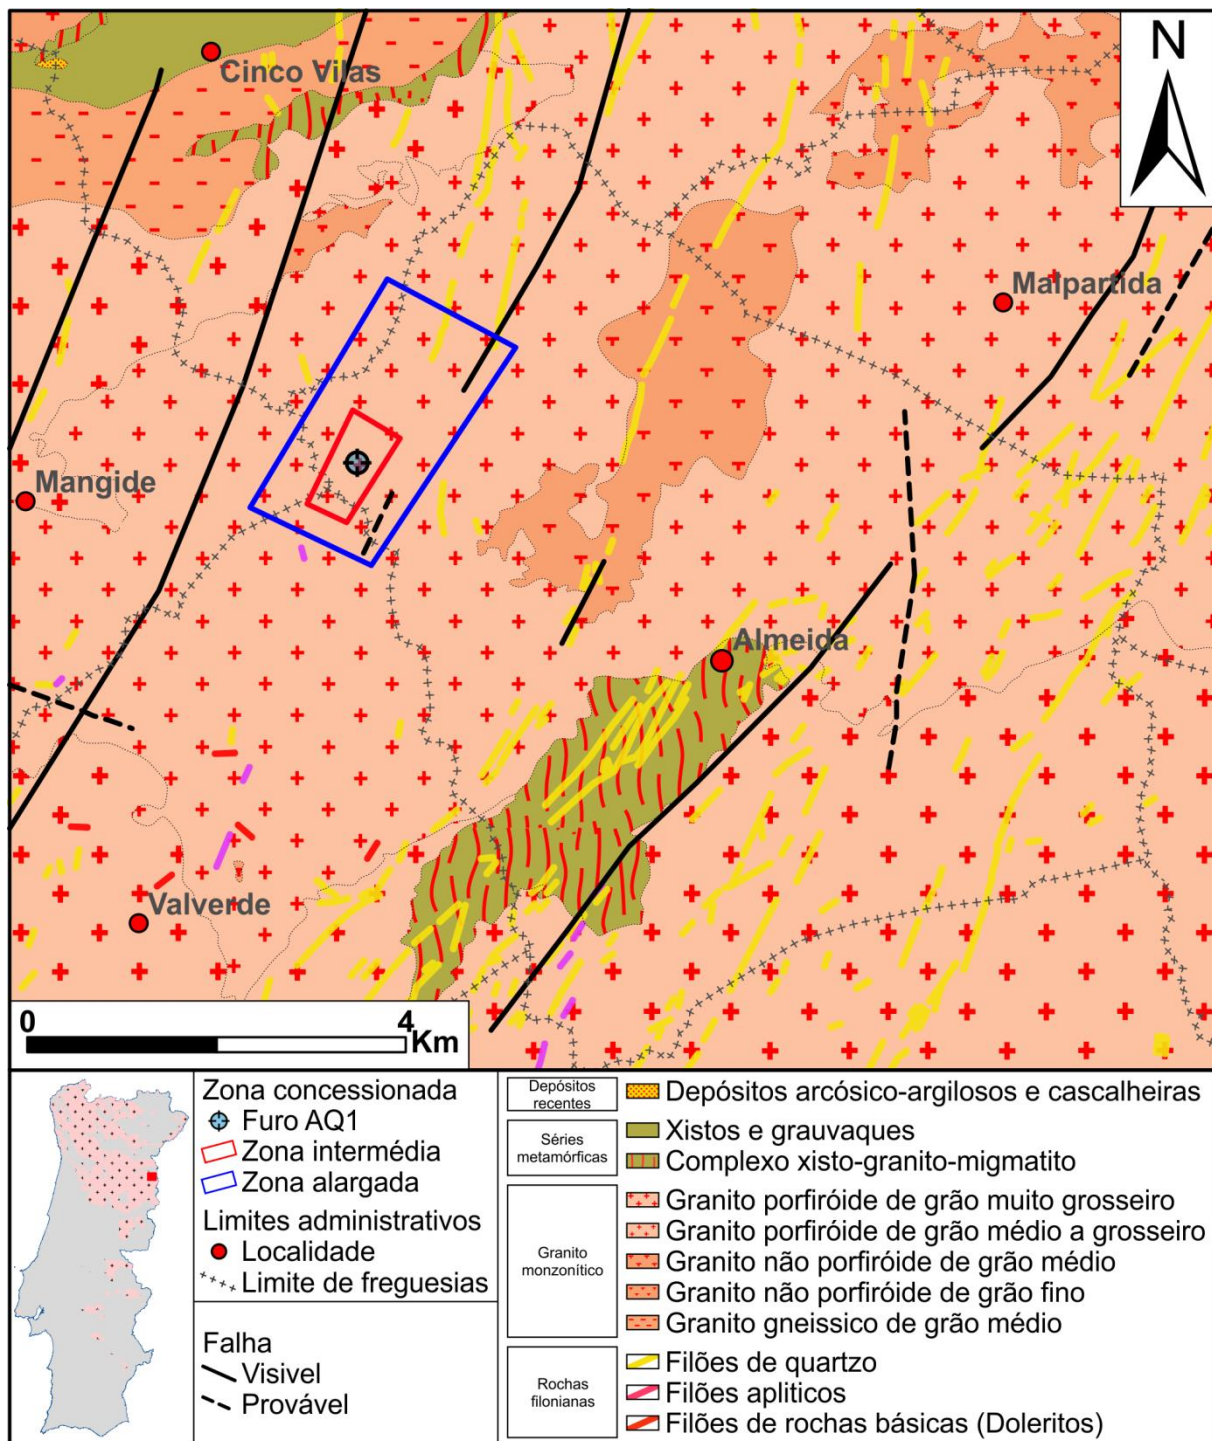 N
Cinco Vilas
Malpartida
Mangide
Almeida
Valverde
0 4
Km
Zona concessionada
Furo AQ1
Zona intermédia
Zona alargada
Limites administrativos
Localidade
Limite de freguesias
Falha
Visivel
Provável
Depósitos
recentes
Depósitos arcósico-argilosos e cascalheiras
Séries
metamórficas
Xistos e grauvaques
Complexo xisto-granito-migmatito
Granito
monzonítico
Granito porfiróide de grão muito grosseiro
Granito porfiróide de grão médio a grosseiro
Granito não porfiróide de grão médio
Granito não porfiróide de grão fino
Granito gneissico de grão médio
Rochas
filonianas
Filões de quartzo
Filões apliticos
Filões de rochas básicas (Doleritos)